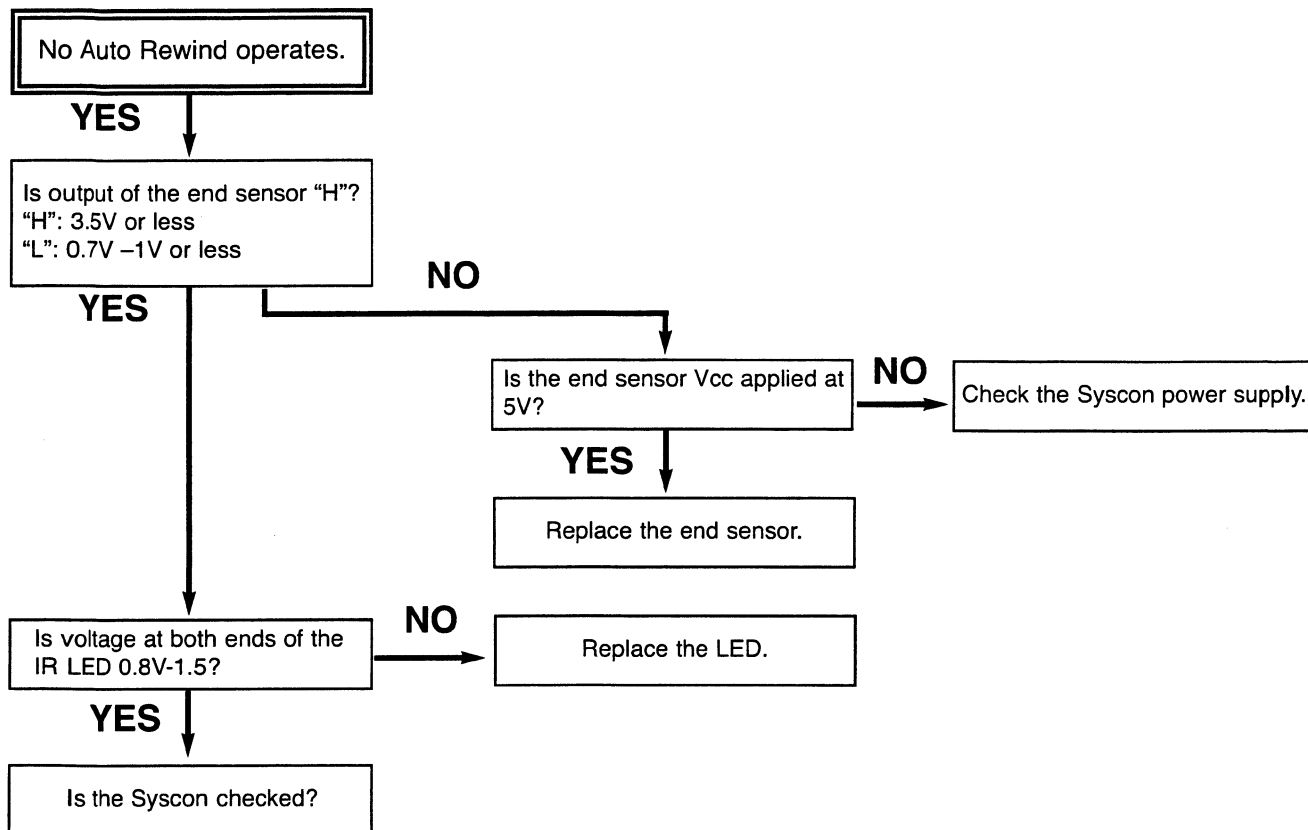 No Auto Rewind operates.
YES
Is output of the end sensor “H”?
“H”: 3.5V or less
“L”: 0.7V –1V or less
YES
NO
Is the end sensor Vcc applied at
5V?
NO
Check the Syscon power supply.
YES
Replace the end sensor.
Is voltage at both ends of the
IR LED 0.8V-1.5?
NO
Replace the LED.
YES
Is the Syscon checked?